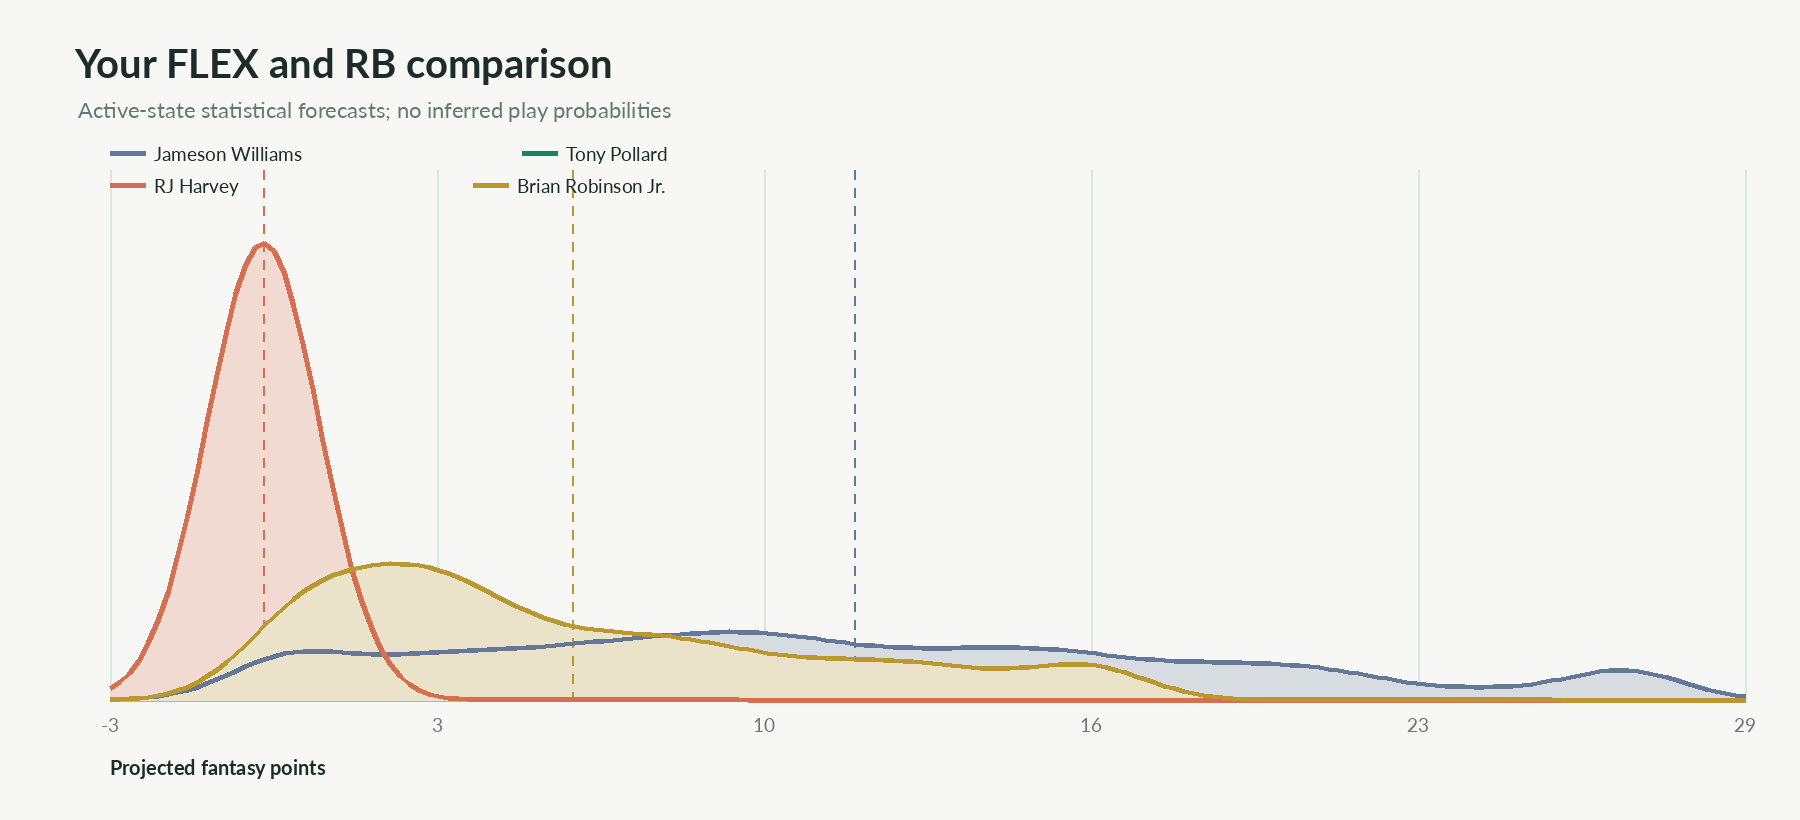 Your FLEX and RB comparison
Active-state statistical forecasts; no inferred play probabilities
Jameson Williams Tony Pollard
RJ Harvey Brian Robinson Jr.
-3 3 10 16 23 29
Projected fantasy points